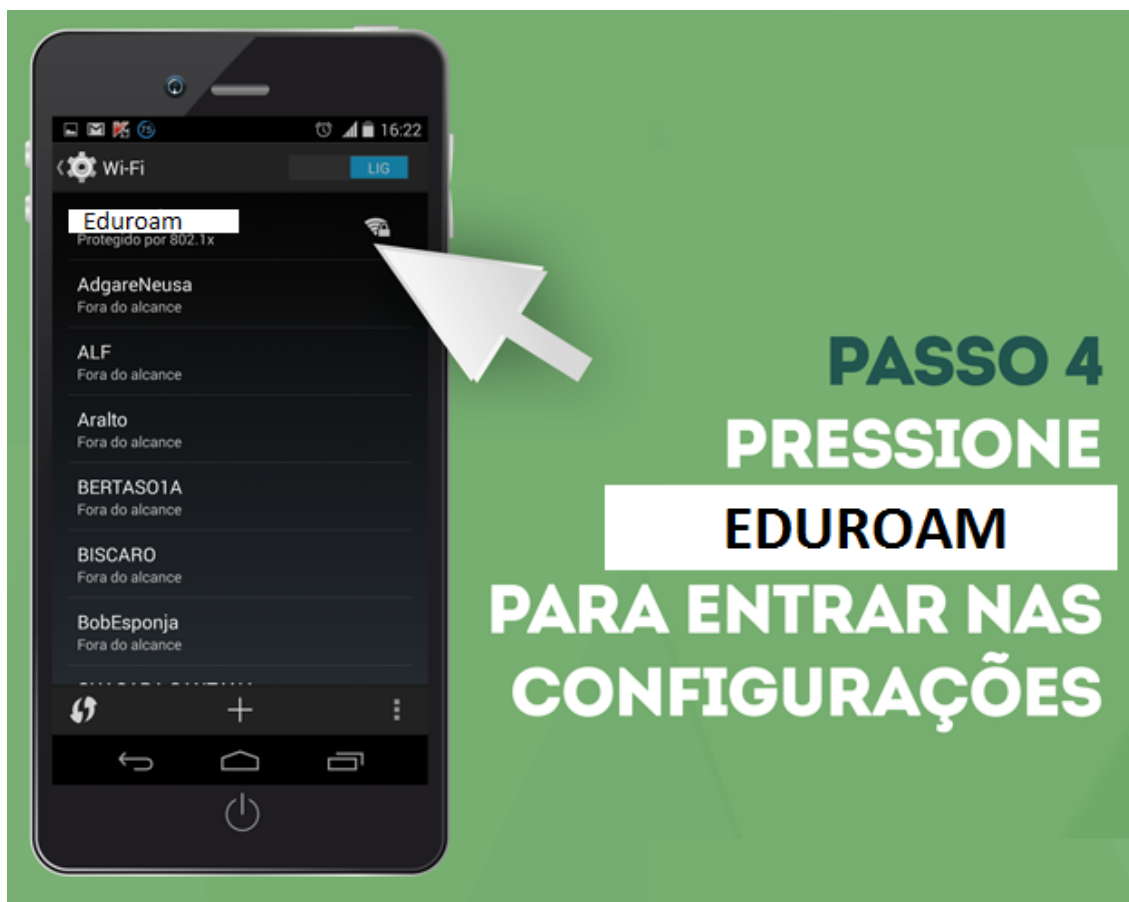 75
16:22
Wi-Fi
LIG
Eduroam
Protegido por 802.1x
AdgareNeusa
Fora do alcance
ALF
Fora do alcance
Aralto
Fora do alcance
BERTASO1A
Fora do alcance
BISCARO
Fora do alcance
BobEsponja
Fora do alcance
PASSO 4
PRESSIONE
EDUROAM
PARA ENTRAR NAS
CONFIGURAÇÕES